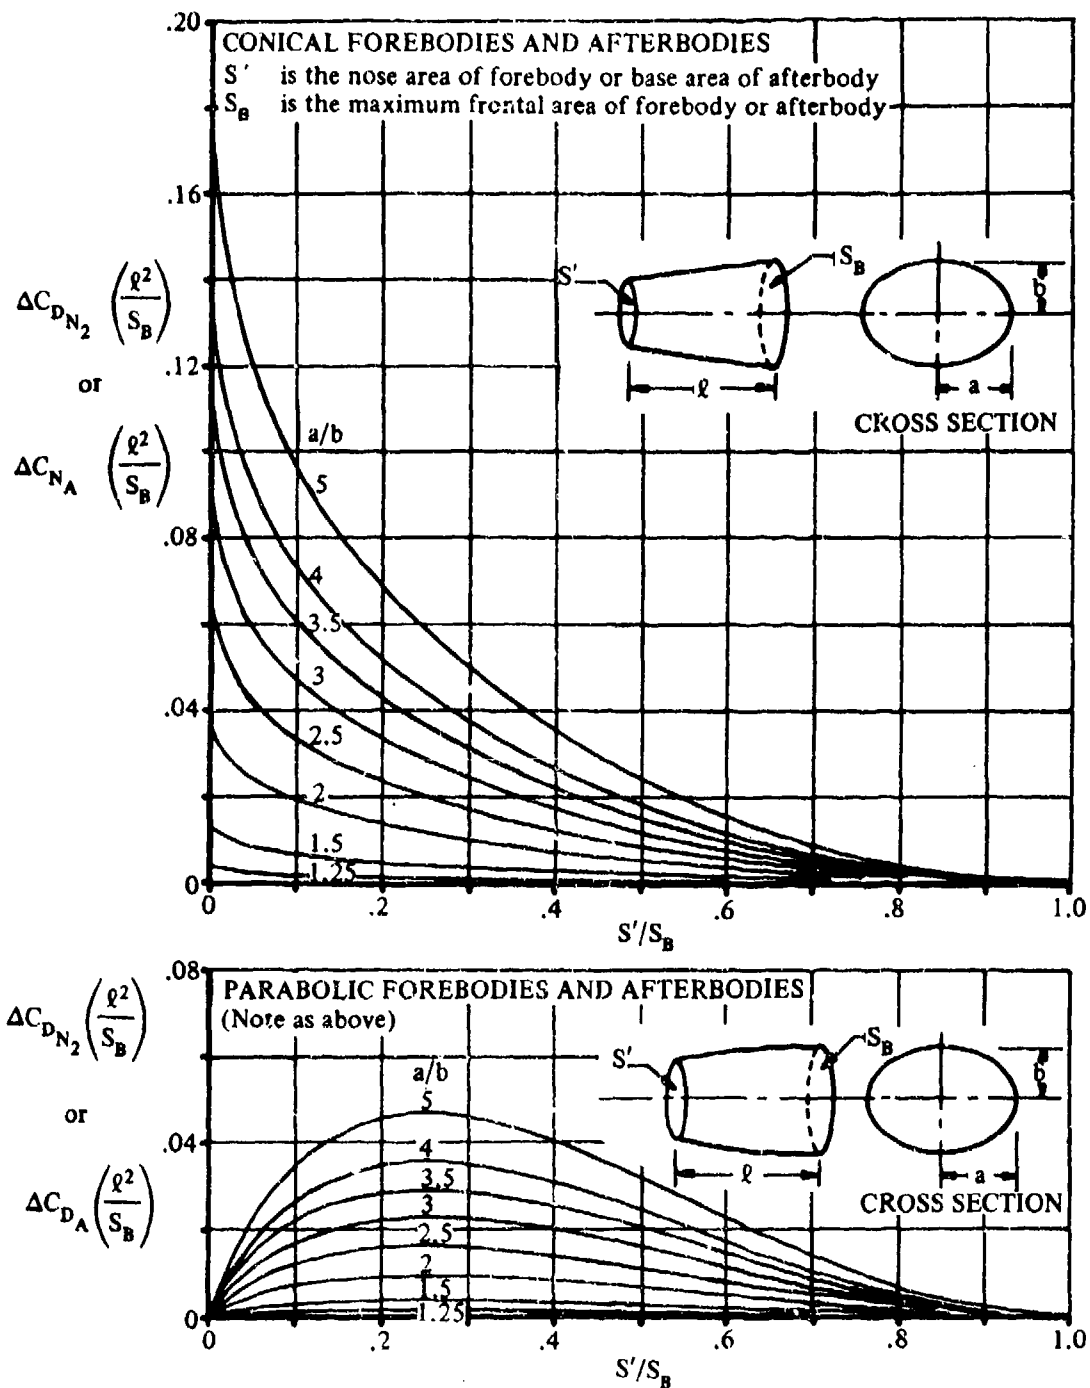 .20
CONICAL FOREBODIES AND AFTERBODIES
S' is the nose area of forebody or base area of afterbody
S_B is the maximum frontal area of forebody or afterbody
.16
ΔC_{D_{N_2}} (ℓ²/S_B)
or
ΔC_{N_A} (ℓ²/S_B)
.12
.08
.04
0
S'
S_B
b
ℓ
a
CROSS SECTION
a/b
5
4
3.5
3
2.5
2
1.5
1.25
0 .2 .4 .6 .8 1.0
S'/S_B
.08
PARABOLIC FOREBODIES AND AFTERBODIES
(Note as above)
ΔC_{D_{N_2}} (ℓ²/S_B)
or
ΔC_{D_A} (ℓ²/S_B)
.04
0
S'
S_B
b
ℓ
a
CROSS SECTION
a/b
5
4
3.5
3
2.5
2
1.5
1.25
0 .2 .4 .6 .8 1.0
S'/S_B